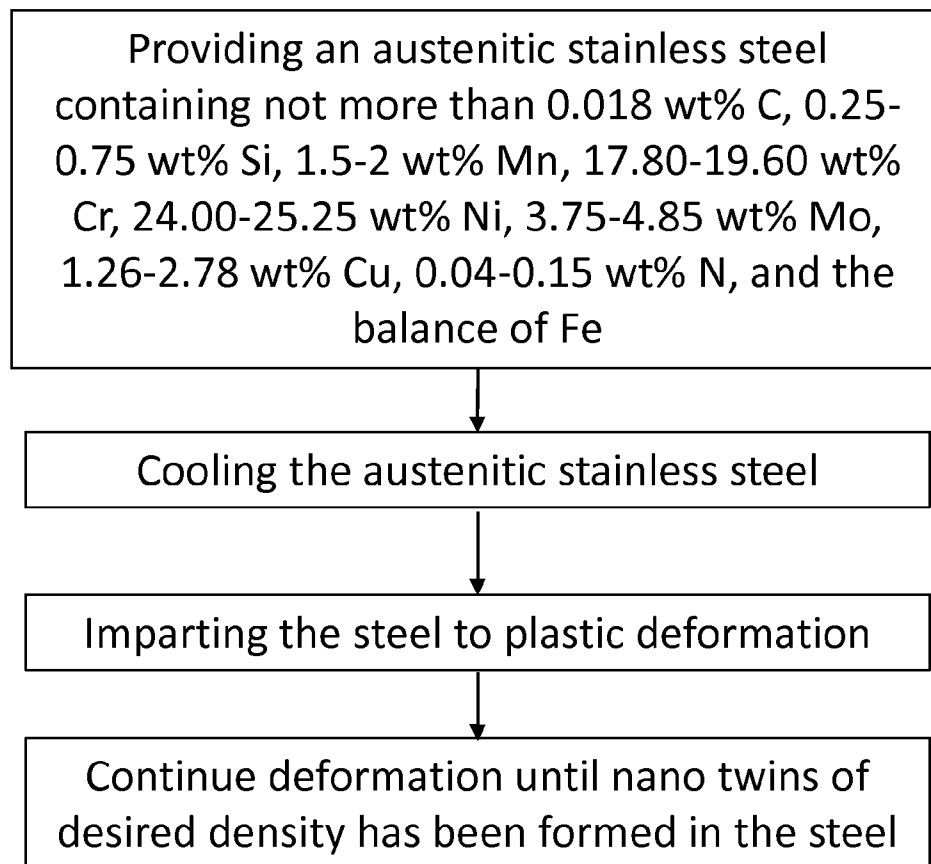 Providing an austenitic stainless steel
containing not more than 0.018 wt% C, 0.25-
0.75 wt% Si, 1.5-2 wt% Mn, 17.80-19.60 wt%
Cr, 24.00-25.25 wt% Ni, 3.75-4.85 wt% Mo,
1.26-2.78 wt% Cu, 0.04-0.15 wt% N, and the
balance of Fe
Cooling the austenitic stainless steel
Imparting the steel to plastic deformation
Continue deformation until nano twins of
desired density has been formed in the steel